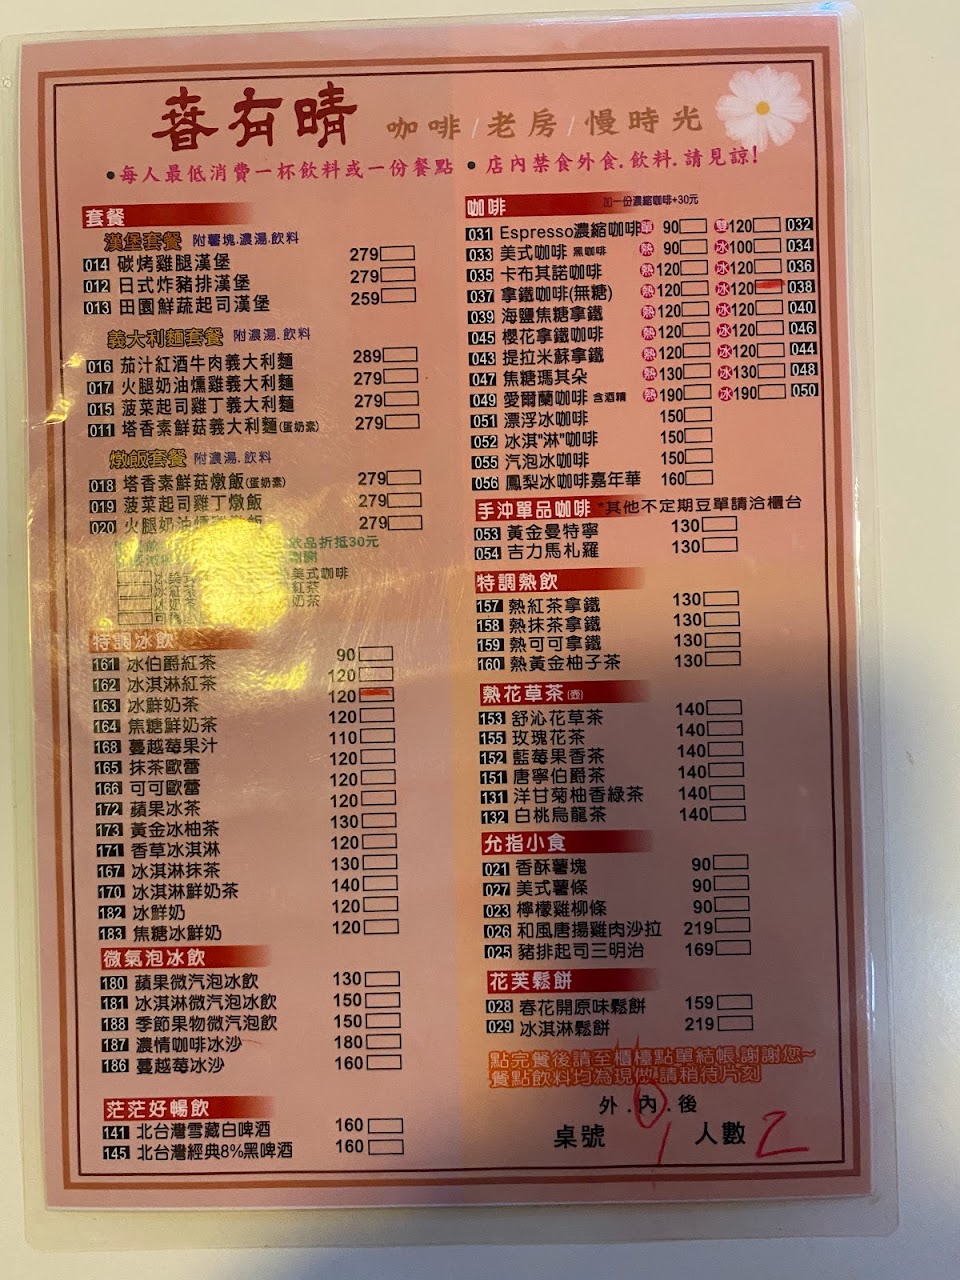 春有晴 咖啡/老房/慢時光
•每人最低消費一杯飲料或一份餐點 •店內禁食外食.飲料.請見諒!
套餐
漢堡套餐 附薯塊.濃湯.飲料
014 碳烤雞腿漢堡 279
012 日式炸豬排漢堡 279
013 田園鮮蔬起司漢堡 259
義大利麵套餐 附濃湯.飲料
016 茄汁紅酒牛肉義大利麵 289
017 火腿奶油燻雞義大利麵 279
015 菠菜起司雞丁義大利麵 279
011 塔香素鮮菇義大利麵(蛋奶素) 279
燉飯套餐 附濃湯.飲料
018 塔香素鮮菇燉飯(蛋奶素) 279
019 菠菜起司雞丁燉飯 279
020 火腿奶油燻雞燉飯 279
飲品折抵30元
美式咖啡
紅茶
奶茶
特調冰飲
161 冰伯爵紅茶 90
162 冰淇淋紅茶 120
163 冰鮮奶茶 120
164 焦糖鮮奶茶 120
168 蔓越莓果汁 110
165 抹茶歐蕾 120
166 可可歐蕾 120
172 蘋果冰茶 120
173 黃金冰柚茶 130
171 香草冰淇淋 120
167 冰淇淋抹茶 130
170 冰淇淋鮮奶茶 140
182 冰鮮奶 120
183 焦糖冰鮮奶 120
微氣泡冰飲
180 蘋果微汽泡冰飲 130
181 冰淇淋微汽泡冰飲 150
188 季節果物微汽泡飲 150
187 濃情咖啡冰沙 180
186 蔓越莓冰沙 160
茫茫好暢飲
141 北台灣雪藏白啤酒 160
145 北台灣經典8%黑啤酒 160
咖啡 加一份濃縮咖啡+30元
031 Espresso濃縮咖啡 單 90 雙120 032
033 美式咖啡 黑咖啡 熱 90 冰100 034
035 卡布其諾咖啡 熱120 冰120 036
037 拿鐵咖啡(無糖) 熱120 冰120 038
039 海鹽焦糖拿鐵 熱120 冰120 040
045 櫻花拿鐵咖啡 熱120 冰120 046
043 提拉米蘇拿鐵 熱120 冰120 044
047 焦糖瑪其朵 熱130 冰130 048
049 愛爾蘭咖啡 含酒精 熱190 冰190 050
051 漂浮冰咖啡 150
052 冰淇"淋"咖啡 150
055 汽泡冰咖啡 150
056 鳳梨冰咖啡嘉年華 160
手沖單品咖啡 *其他不定期豆單請洽櫃台
053 黃金曼特寧 130
054 吉力馬札羅 130
特調熱飲
157 熱紅茶拿鐵 130
158 熱抹茶拿鐵 130
159 熱可可拿鐵 130
160 熱黃金柚子茶 130
熱花草茶(壺)
153 舒沁花草茶 140
155 玫瑰花茶 140
152 藍莓果香茶 140
151 唐寧伯爵茶 140
131 洋甘菊柚香綠茶 140
132 白桃烏龍茶 140
允指小食
021 香酥薯塊 90
027 美式薯條 90
023 檸檬雞柳條 90
026 和風唐揚雞肉沙拉 219
025 豬排起司三明治 169
花芙鬆餅
028 春花開原味鬆餅 159
029 冰淇淋鬆餅 219
點完餐後請至櫃檯點單結帳.謝謝您~
餐點飲料均為現做.請稍待片刻
外.內.後
桌號 1 人數 2